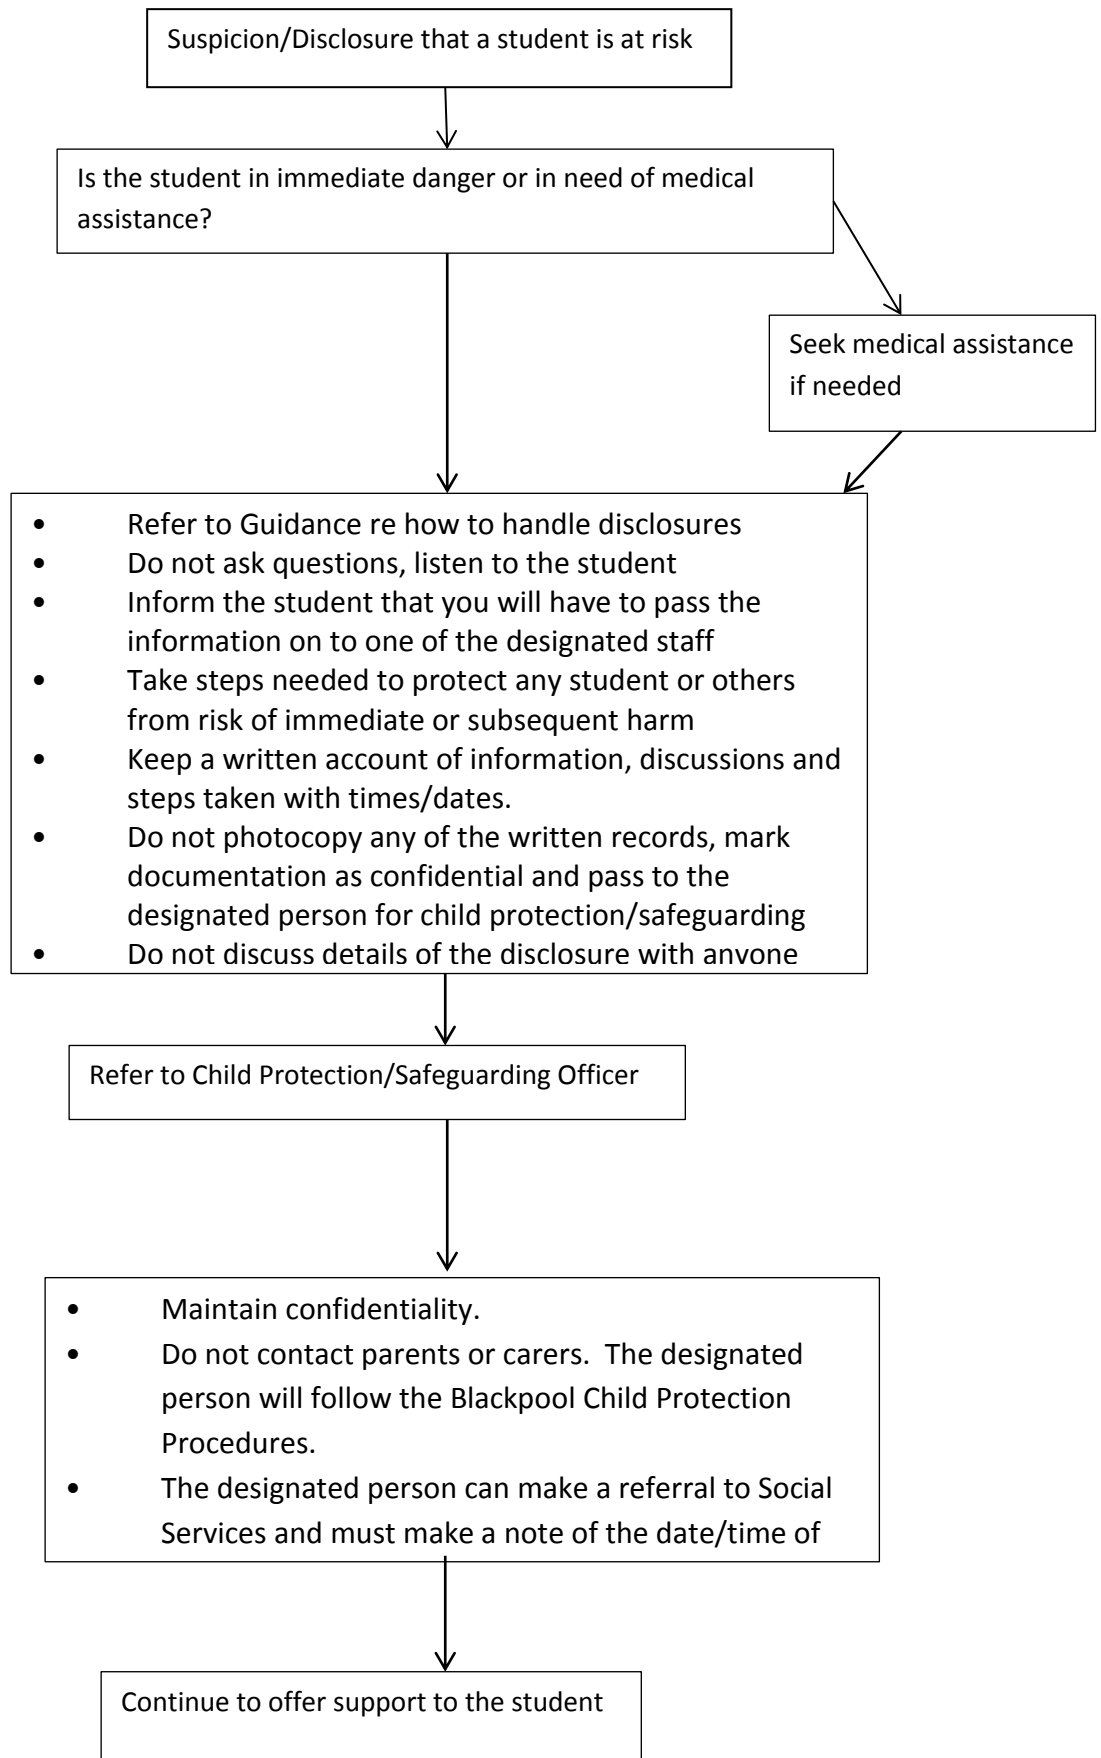 Suspicion/Disclosure that a student is at risk
Is the student in immediate danger or in need of medical
assistance?
Seek medical assistance
if needed
• Refer to Guidance re how to handle disclosures
• Do not ask questions, listen to the student
• Inform the student that you will have to pass the
information on to one of the designated staff
• Take steps needed to protect any student or others
from risk of immediate or subsequent harm
• Keep a written account of information, discussions and
steps taken with times/dates.
• Do not photocopy any of the written records, mark
documentation as confidential and pass to the
designated person for child protection/safeguarding
• Do not discuss details of the disclosure with anyone
Refer to Child Protection/Safeguarding Officer
• Maintain confidentiality.
• Do not contact parents or carers.  The designated
person will follow the Blackpool Child Protection
Procedures.
• The designated person can make a referral to Social
Services and must make a note of the date/time of
Continue to offer support to the student